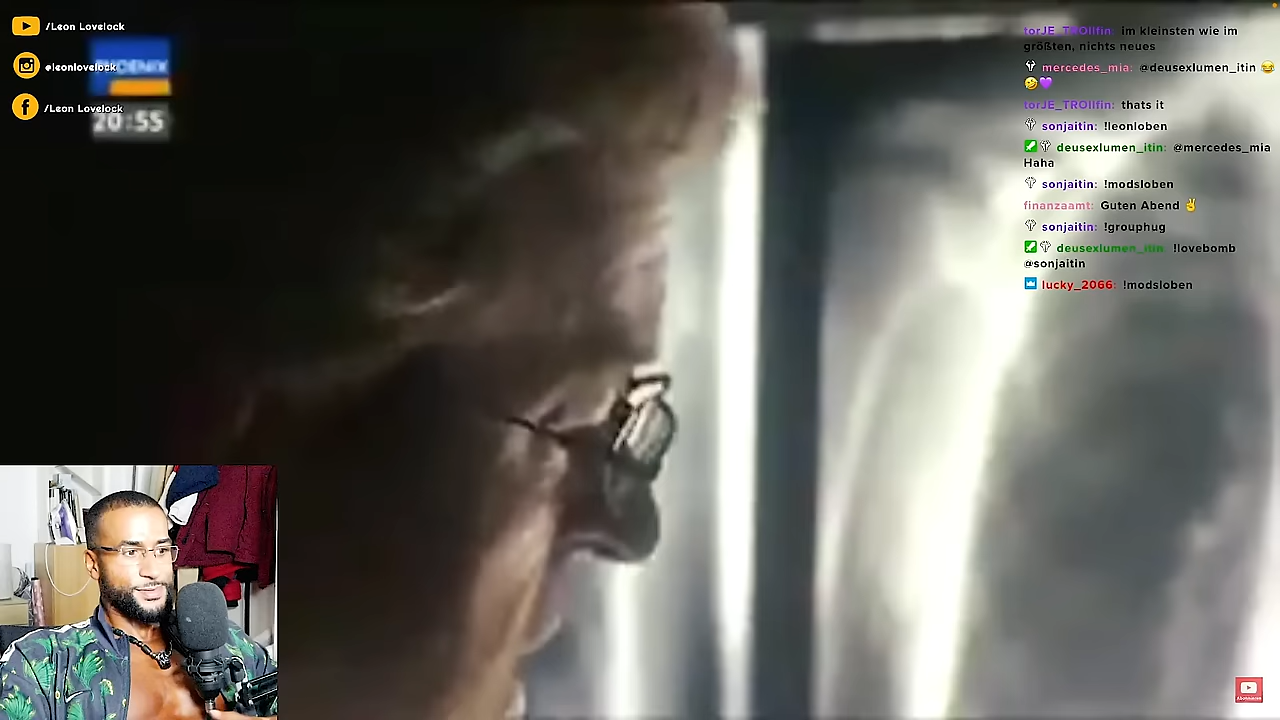 /Leon Lovelock
@leonlovelock
/Leon Lovelock
PHOENIX
20:55
torJE_TROllfin: im kleinsten wie im
größten, nichts neues
mercedes_mia: @deusexlumen_itin 😂
🤣💜
torJE_TROllfin: thats it
sonjaitin: !leonloben
deusexlumen_itin: @mercedes_mia
Haha
sonjaitin: !modsloben
finanzaamt: Guten Abend ✌
sonjaitin: !grouphug
deusexlumen_itin: !lovebomb
@sonjaitin
lucky_2066: !modsloben